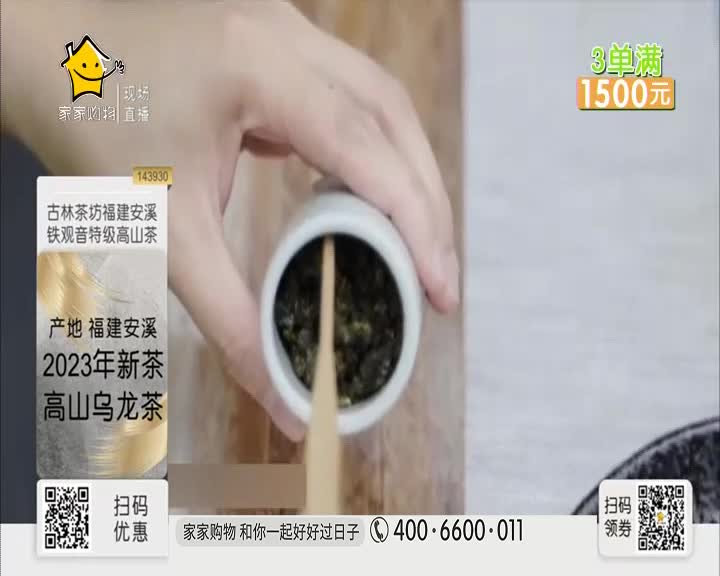 家家购物
现场
直播
3单满
1500元
143930
古林茶坊福建安溪
铁观音特级高山茶
产地 福建安溪
2023年新茶
高山乌龙茶
扫码
优惠
家家购物 和你一起好好过日子
400·6600·011
扫码
领券